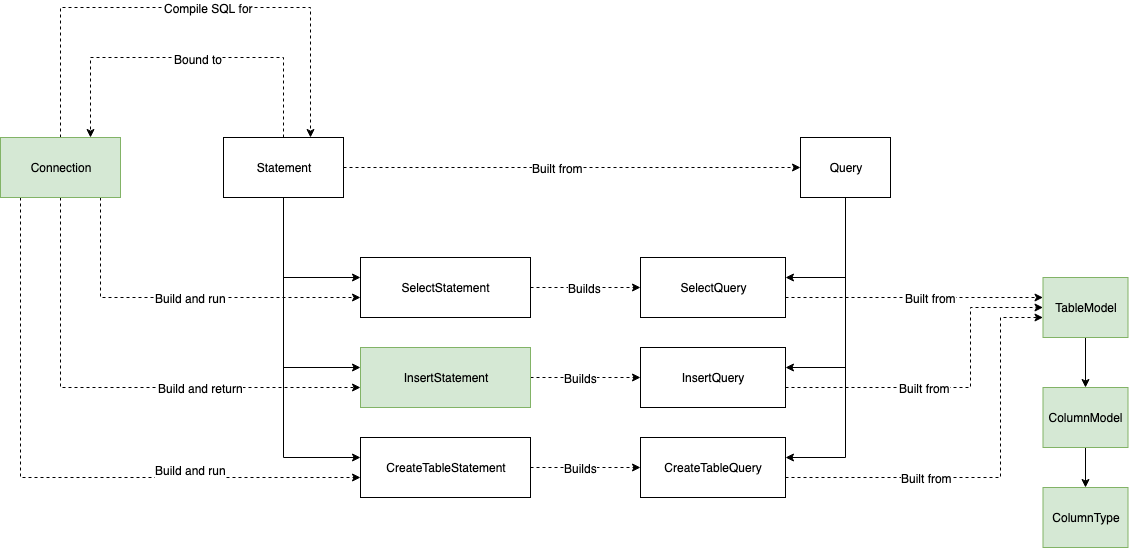 Compile SQL for
Bound to
Connection
Statement
Built from
Query
SelectStatement
Builds
SelectQuery
Build and run
Built from
TableModel
InsertStatement
Builds
InsertQuery
Build and return
Built from
ColumnModel
CreateTableStatement
Builds
CreateTableQuery
Build and run
Built from
ColumnType